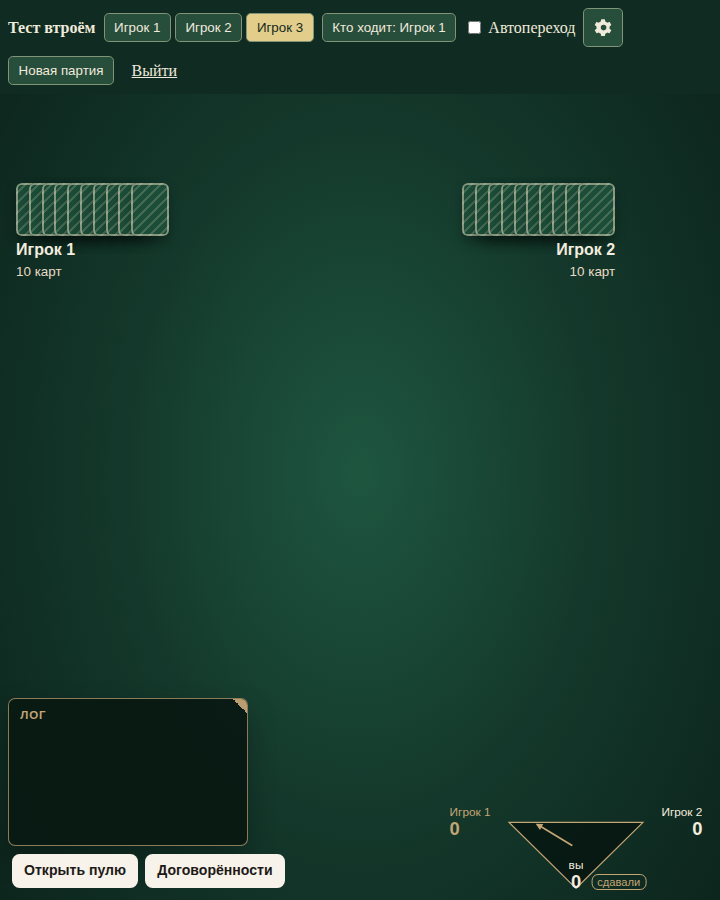 Тест втроём Игрок 1 Игрок 2 Игрок 3 Кто ходит: Игрок 1 Автопереход
Новая партия Выйти
Игрок 1 Игрок 2
10 карт 10 карт
ЛОГ
Игрок 1 Игрок 2
0 0
вы
0 сдавали
Открыть пулю Договорённости